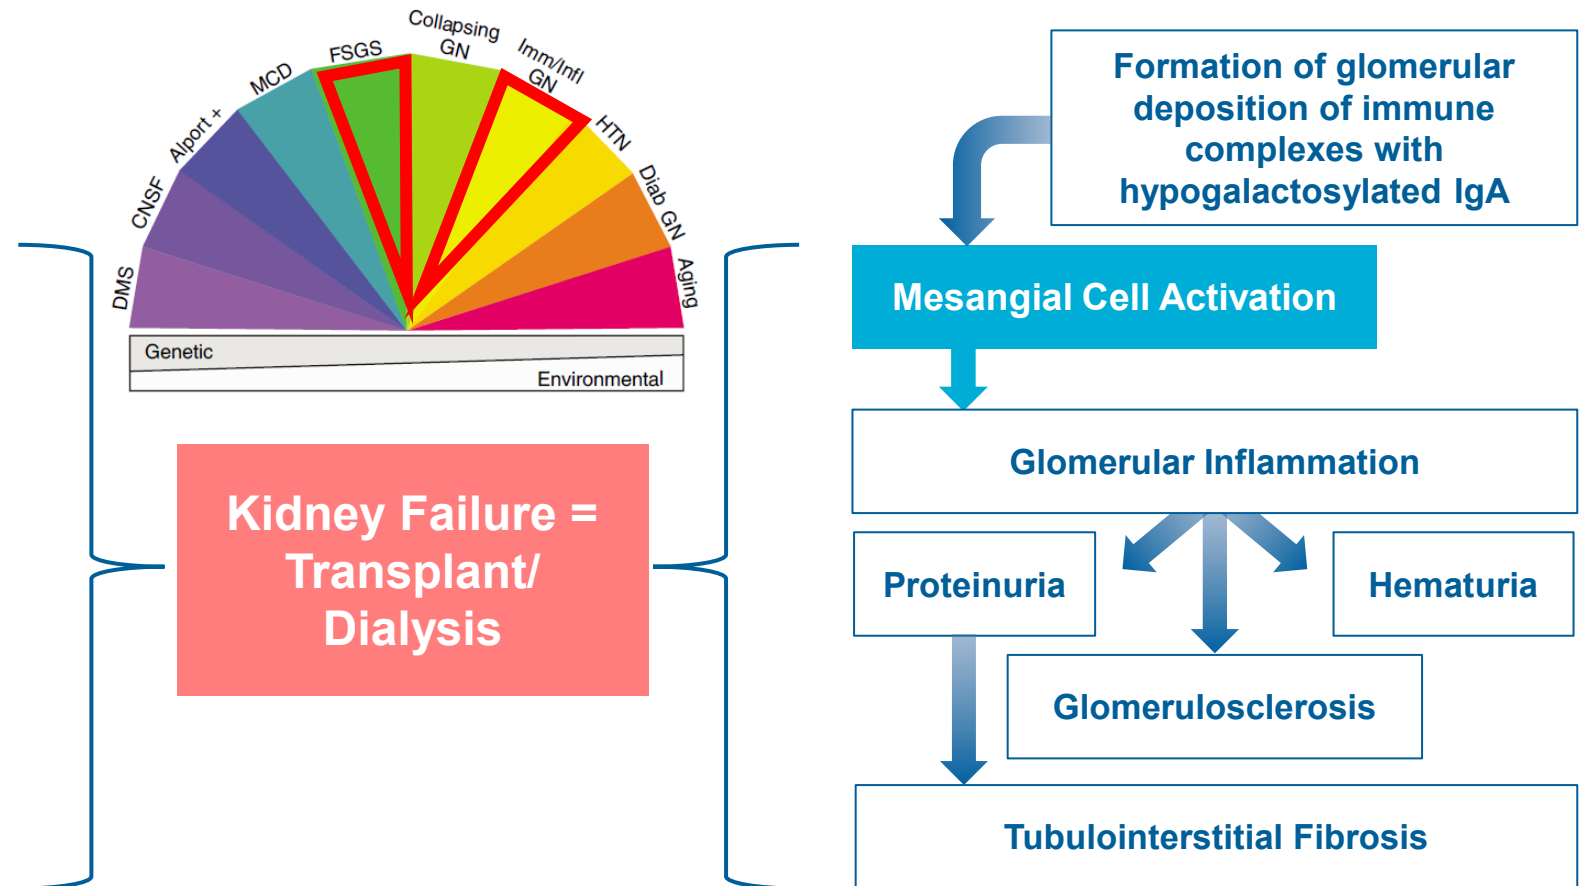 DMS
CNSF
Alport +
MCD
FSGS
Collapsing
GN
Imm/Infl
GN
HTN
Diab GN
Aging
Genetic
Environmental
Kidney Failure =
Transplant/
Dialysis
Formation of glomerular
deposition of immune
complexes with
hypogalactosylated IgA
Mesangial Cell Activation
Glomerular Inflammation
Proteinuria
Hematuria
Glomerulosclerosis
Tubulointerstitial Fibrosis